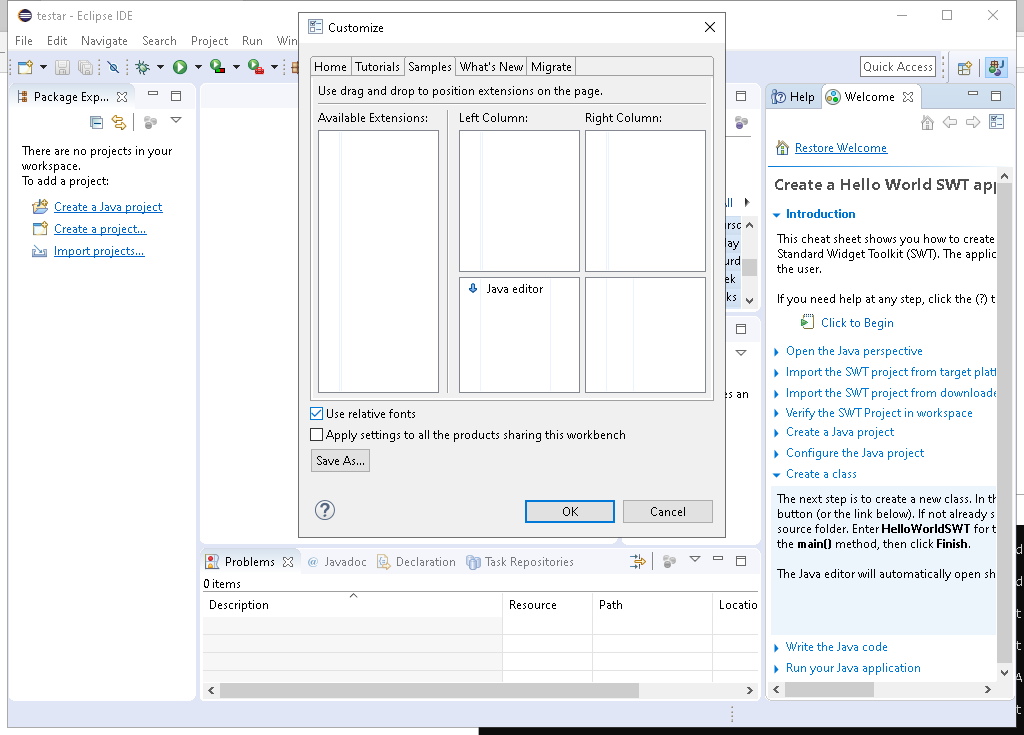 testar - Eclipse IDE
File Edit Navigate Search Project Run Win
Quick Access
Package Exp...
There are no projects in your
workspace.
To add a project:
Create a Java project
Create a project...
Import projects...
Customize
Home Tutorials Samples What's New Migrate
Use drag and drop to position extensions on the page.
Available Extensions: Left Column: Right Column:
Java editor
Use relative fonts
Apply settings to all the products sharing this workbench
Save As...
OK Cancel
Problems Javadoc Declaration Task Repositories
0 items
Description Resource Path Locatio
Help Welcome
Restore Welcome
Create a Hello World SWT app
Introduction
This cheat sheet shows you how to create
Standard Widget Toolkit (SWT). The applic
the user.
If you need help at any step, click the (?) t
Click to Begin
Open the Java perspective
Import the SWT project from target platf
Import the SWT project from downloade
Verify the SWT Project in workspace
Create a Java project
Configure the Java project
Create a class
The next step is to create a new class. In th
button (or the link below). If not already s
source folder. Enter HelloWorldSWT for t
the main() method, then click Finish.
The Java editor will automatically open sh
Write the Java code
Run your Java application